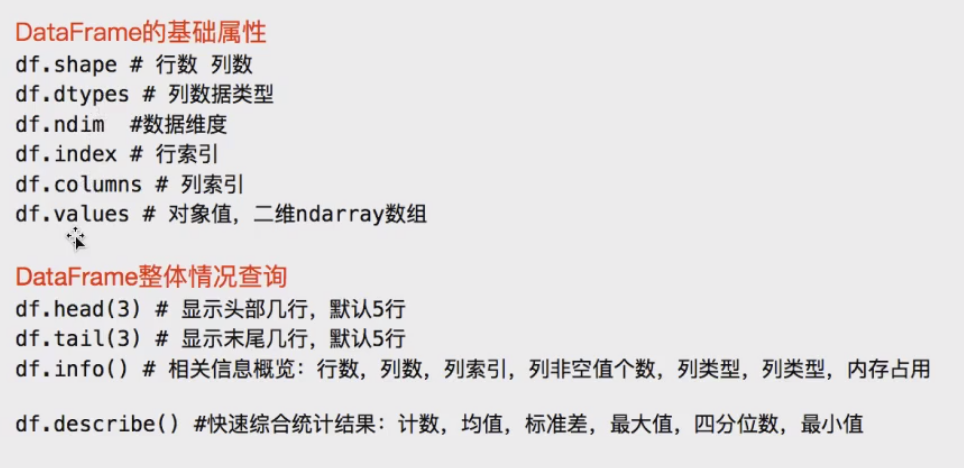 DataFrame的基础属性
df.shape # 行数 列数
df.dtypes # 列数据类型
df.ndim  #数据维度
df.index # 行索引
df.columns # 列索引
df.values # 对象值，二维ndarray数组
DataFrame整体情况查询
df.head(3) # 显示头部几行，默认5行
df.tail(3) # 显示末尾几行，默认5行
df.info() # 相关信息概览：行数，列数，列索引，列非空值个数，列类型，列类型，内存占用
df.describe() #快速综合统计结果：计数，均值，标准差，最大值，四分位数，最小值